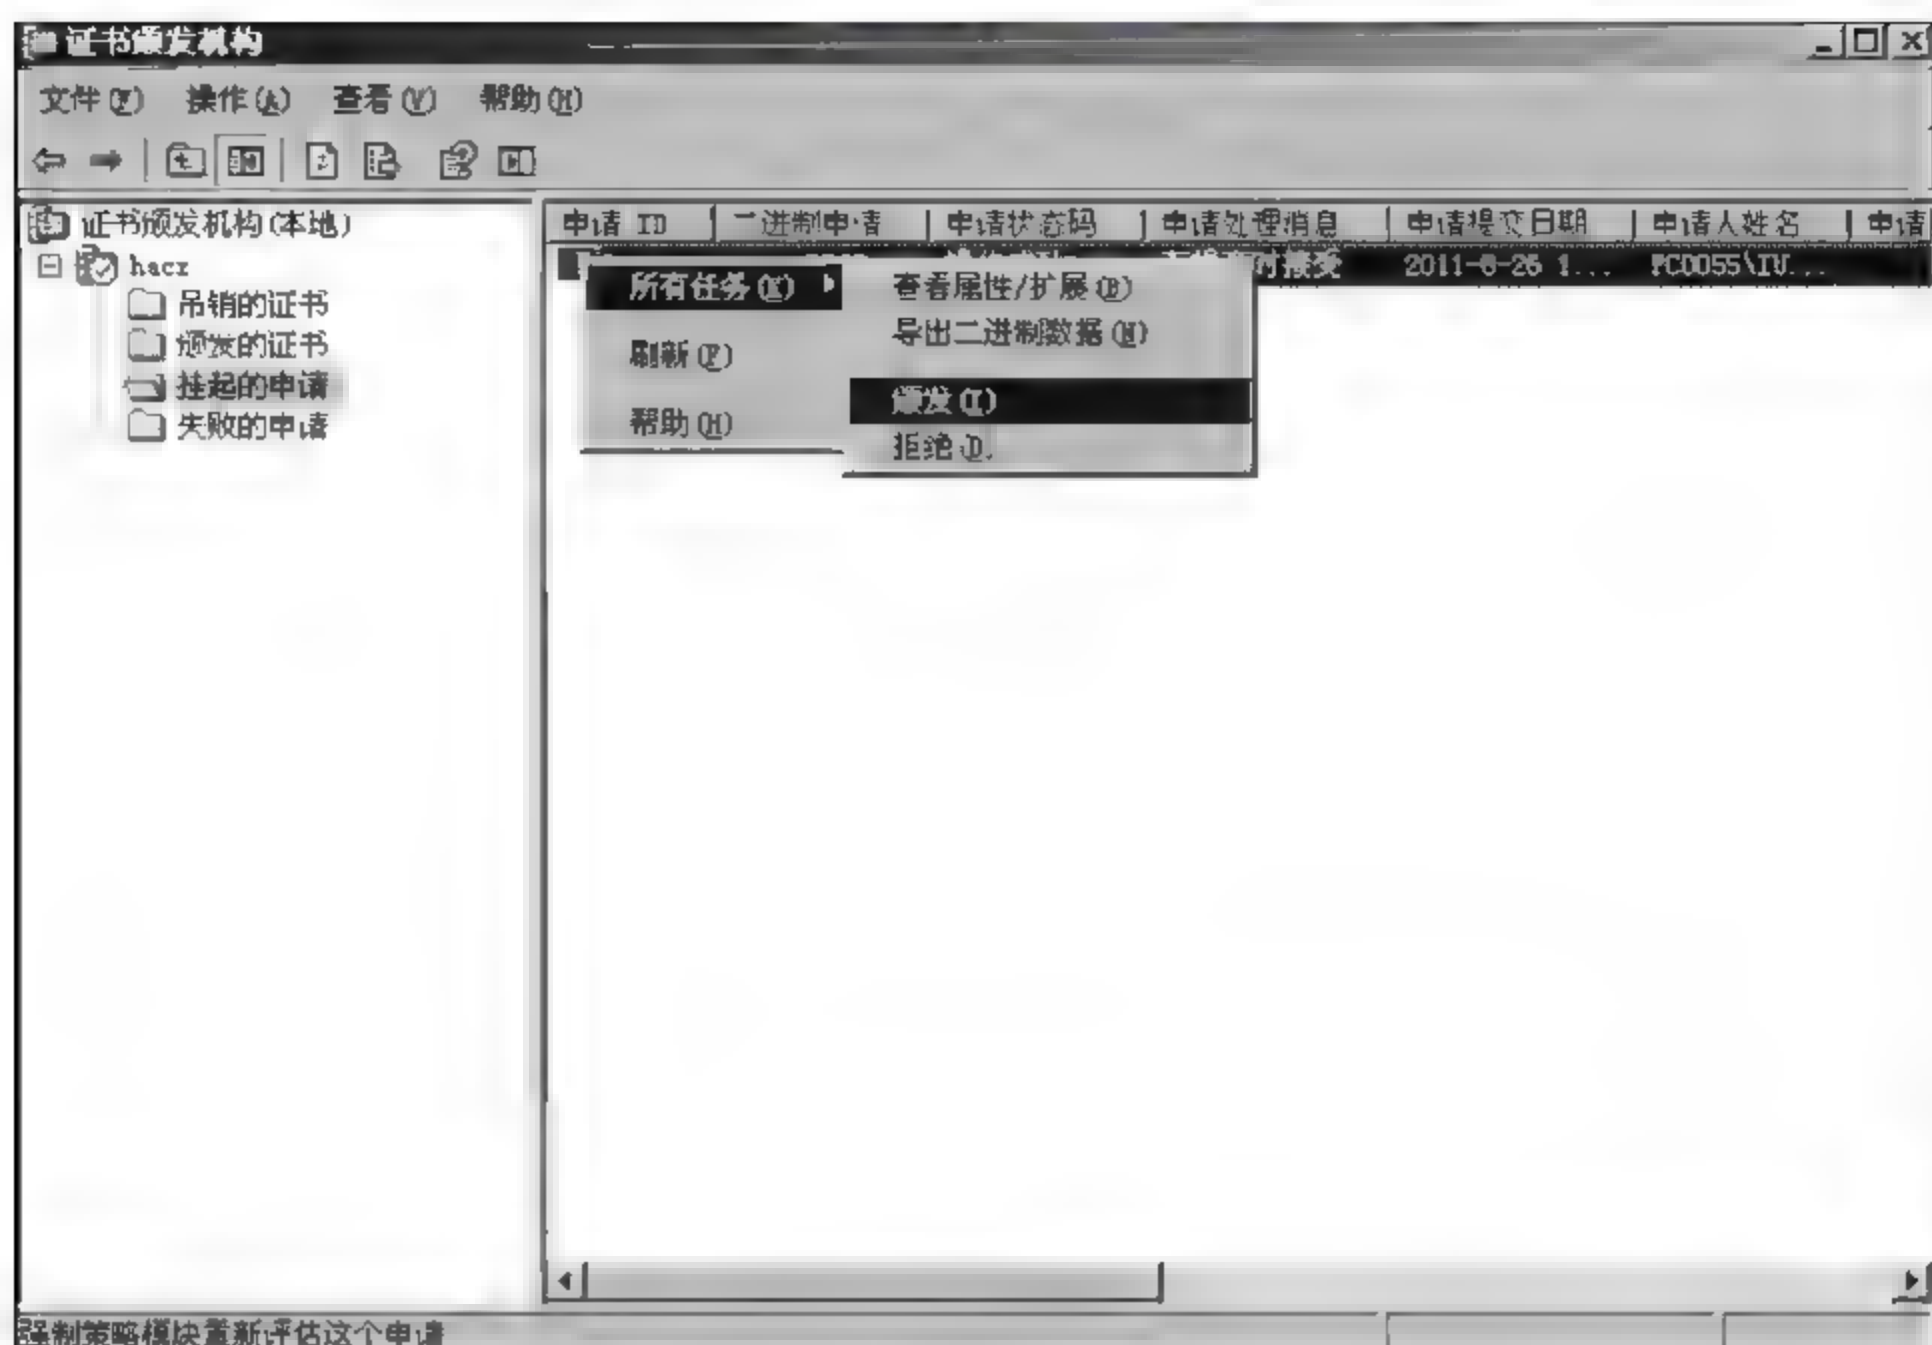 证书颁发机构
文件(F) 操作(A) 查看(V) 帮助(H)
证书颁发机构(本地)
hacz
吊销的证书
颁发的证书
挂起的申请
失败的申请
申请 ID 二进制申请 申请状态码 申请处理消息 申请提交日期 申请人姓名 申请
2011-8-26 1... PC0055\IU...
所有任务(K)
刷新(F)
帮助(H)
查看属性/扩展(B)
导出二进制数据(N)
颁发(I)
拒绝(D)
强制策略模块重新评估这个申请